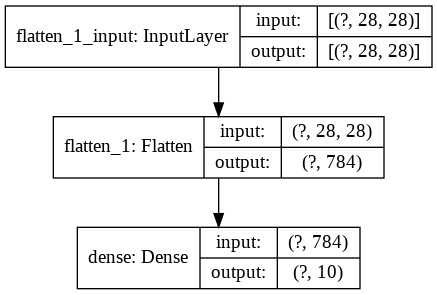 flatten_1_input: InputLayer
input:
[(?, 28, 28)]
output:
[(?, 28, 28)]
flatten_1: Flatten
input:
(?, 28, 28)
output:
(?, 784)
dense: Dense
input:
(?, 784)
output:
(?, 10)